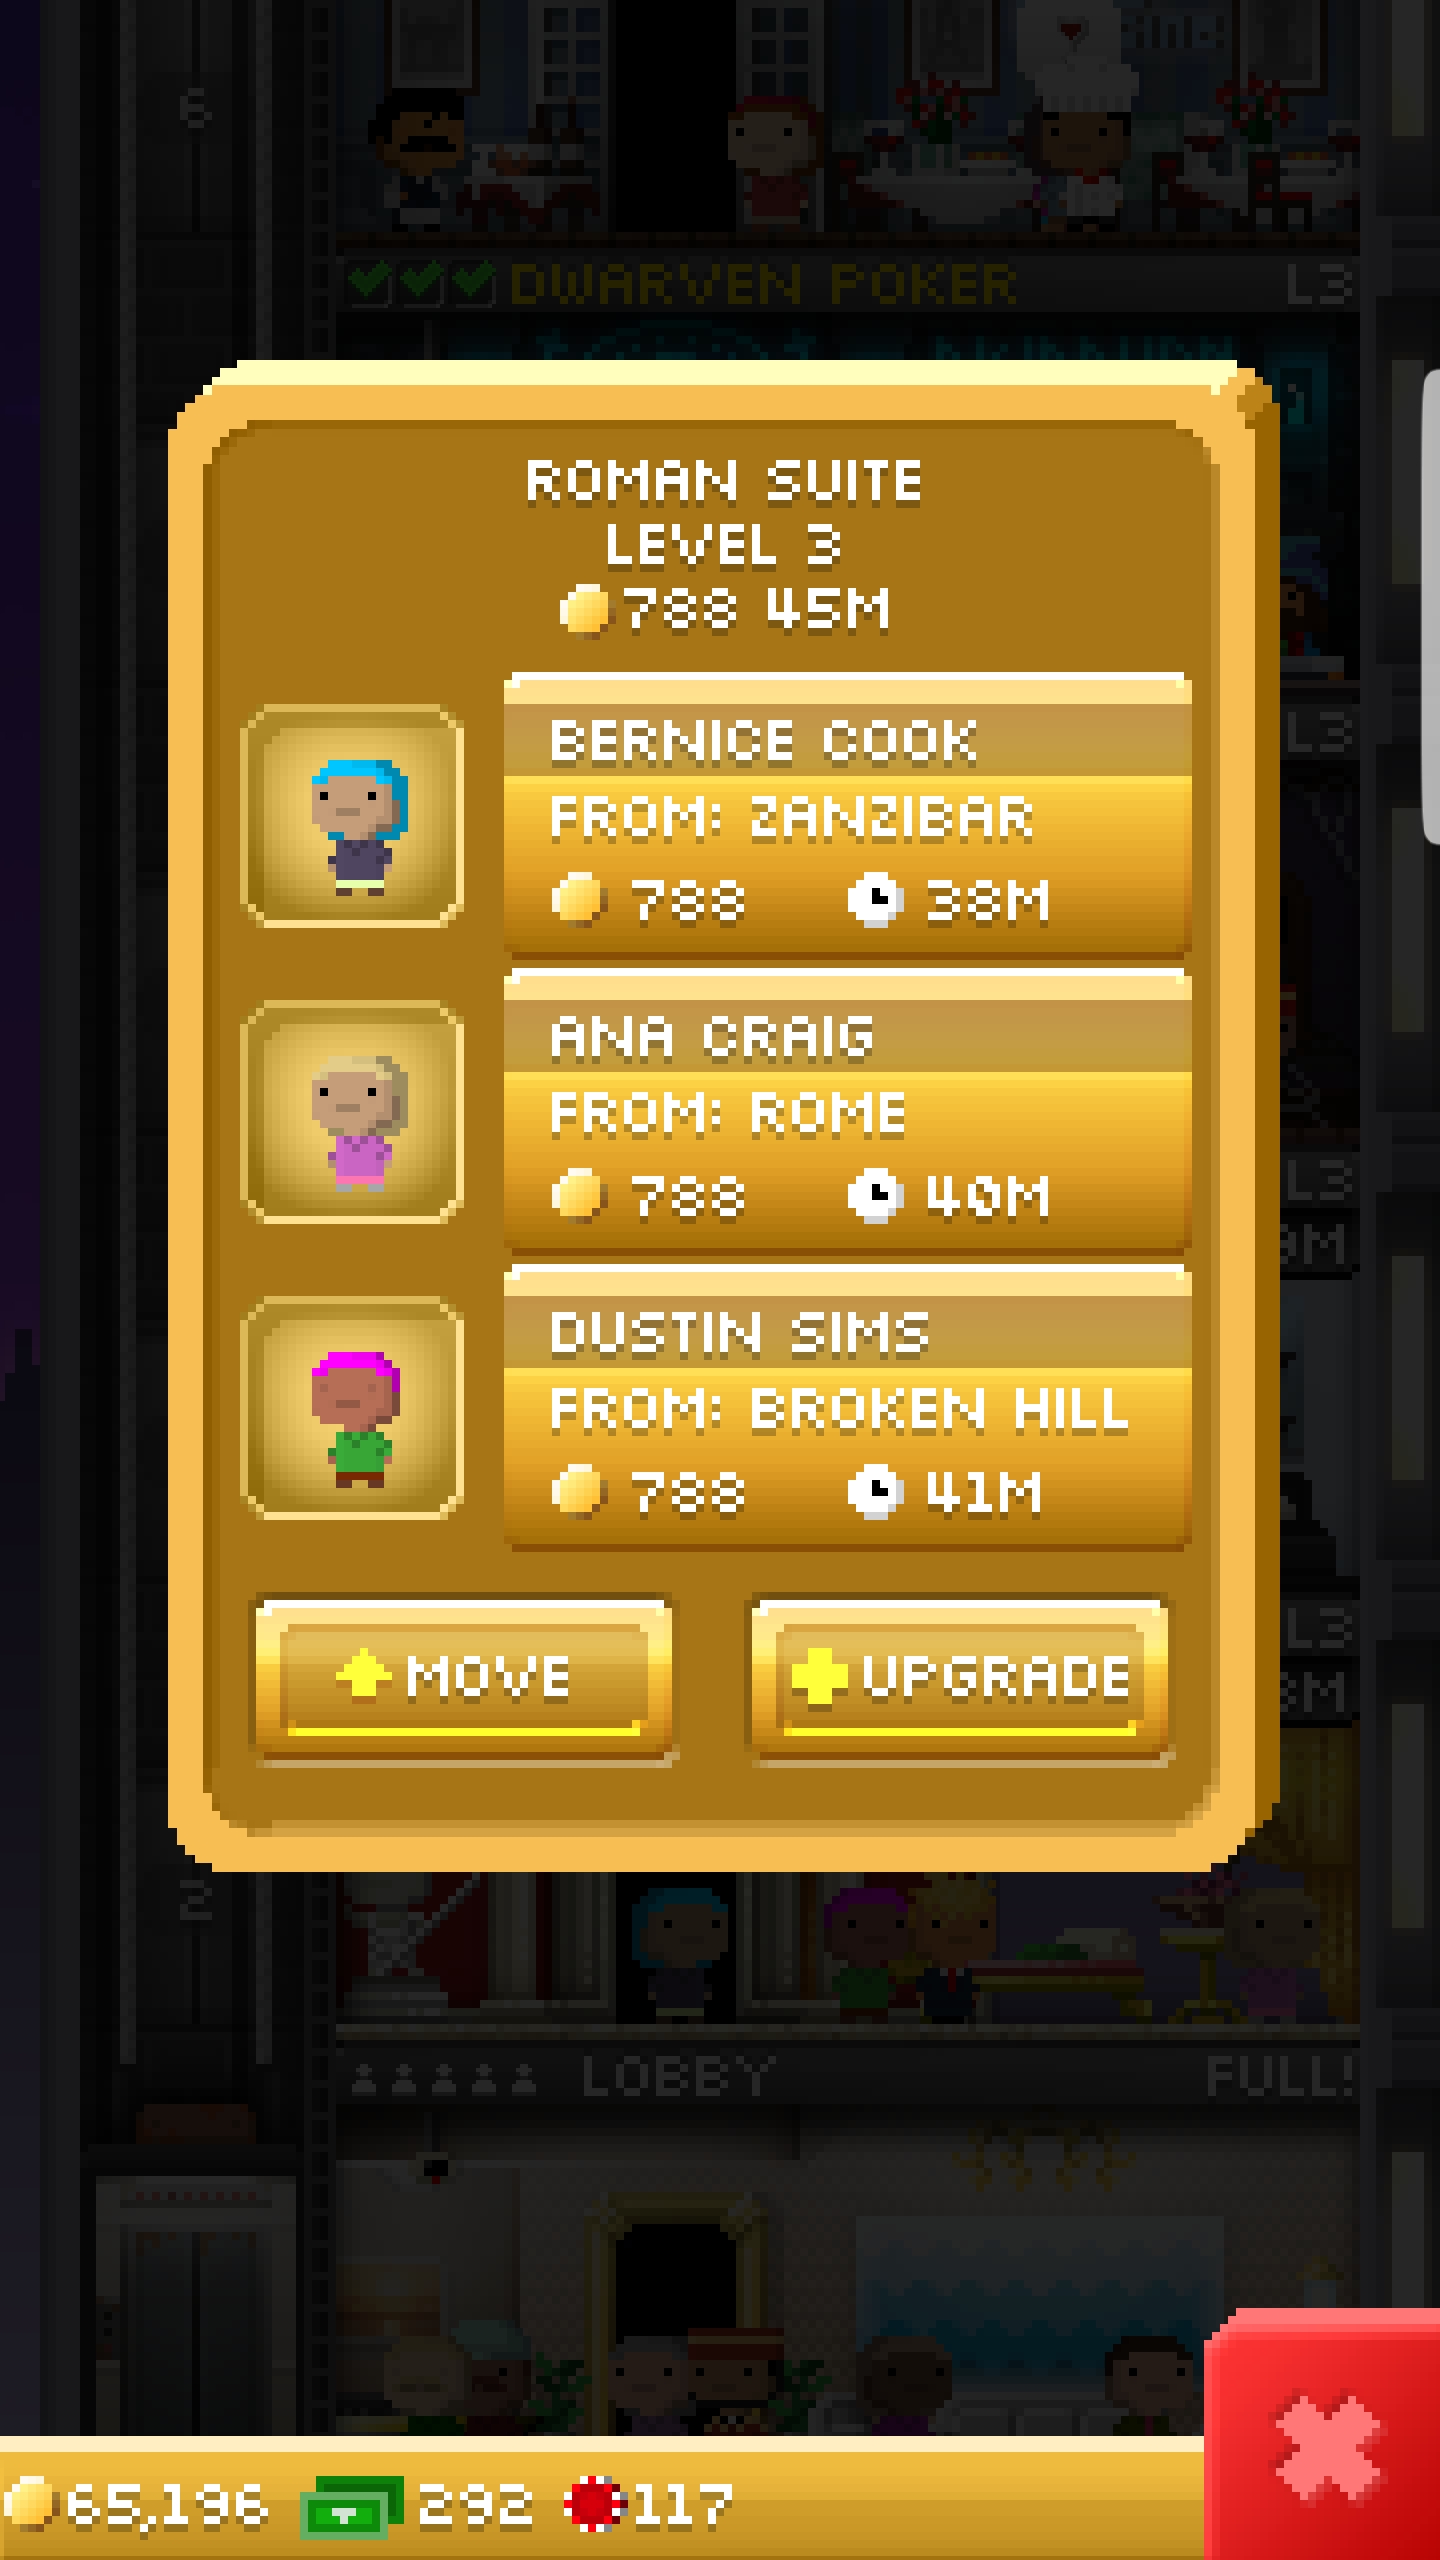 6
DWARVEN POKER L3
ROMAN SUITE
LEVEL 3
788 45M
L3
BERNICE COOK
FROM: ZANZIBAR
788 38M
ANA CRAIG
FROM: ROME
788 40M
L3
DUSTIN SIMS
FROM: BROKEN HILL
788 41M
L3
MOVE UPGRADE
2
LOBBY FULL!
65,196 292 117